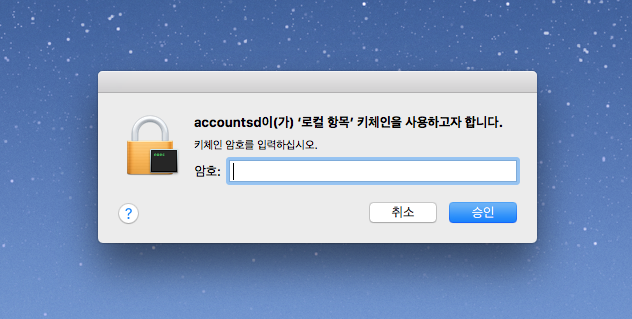 accountsd이(가) ‘로컬 항목’ 키체인을 사용하고자 합니다.
키체인 암호를 입력하십시오.
암호:
?
취소
승인